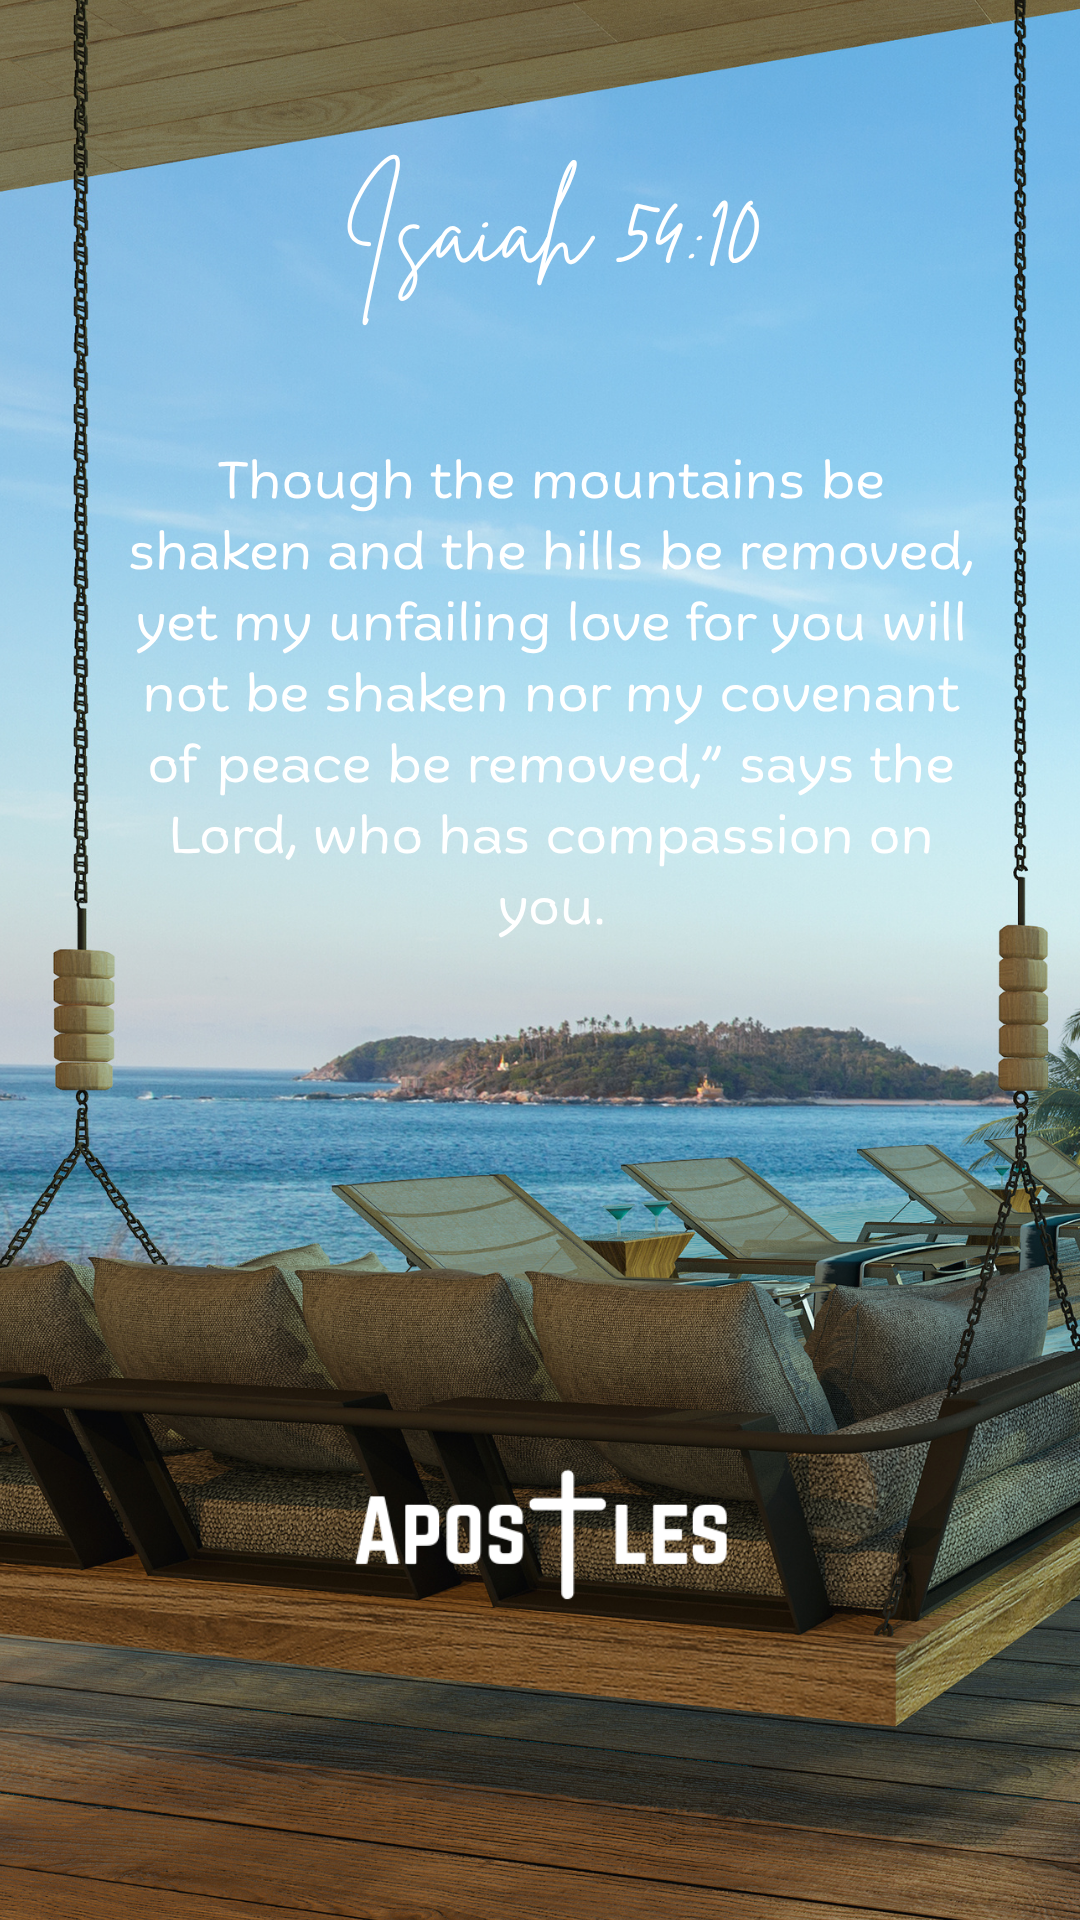 Isaiah 54:10
Though the mountains be
shaken and the hills be removed,
yet my unfailing love for you will
not be shaken nor my covenant
of peace be removed,” says the
Lord, who has compassion on
you.
APOSTLES